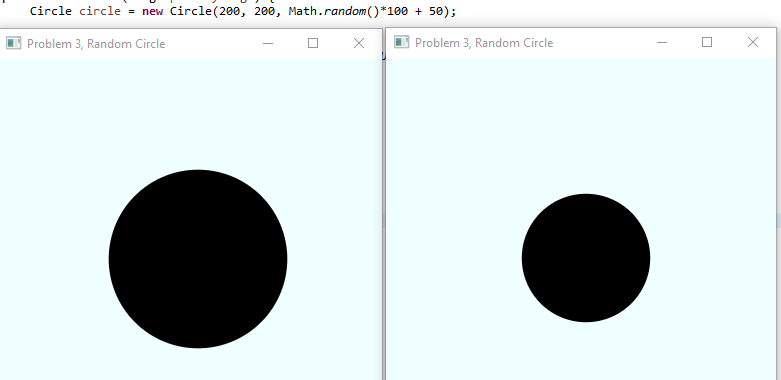 Circle circle = new Circle(200, 200, Math.random()*100 + 50);
Problem 3, Random Circle
Problem 3, Random Circle